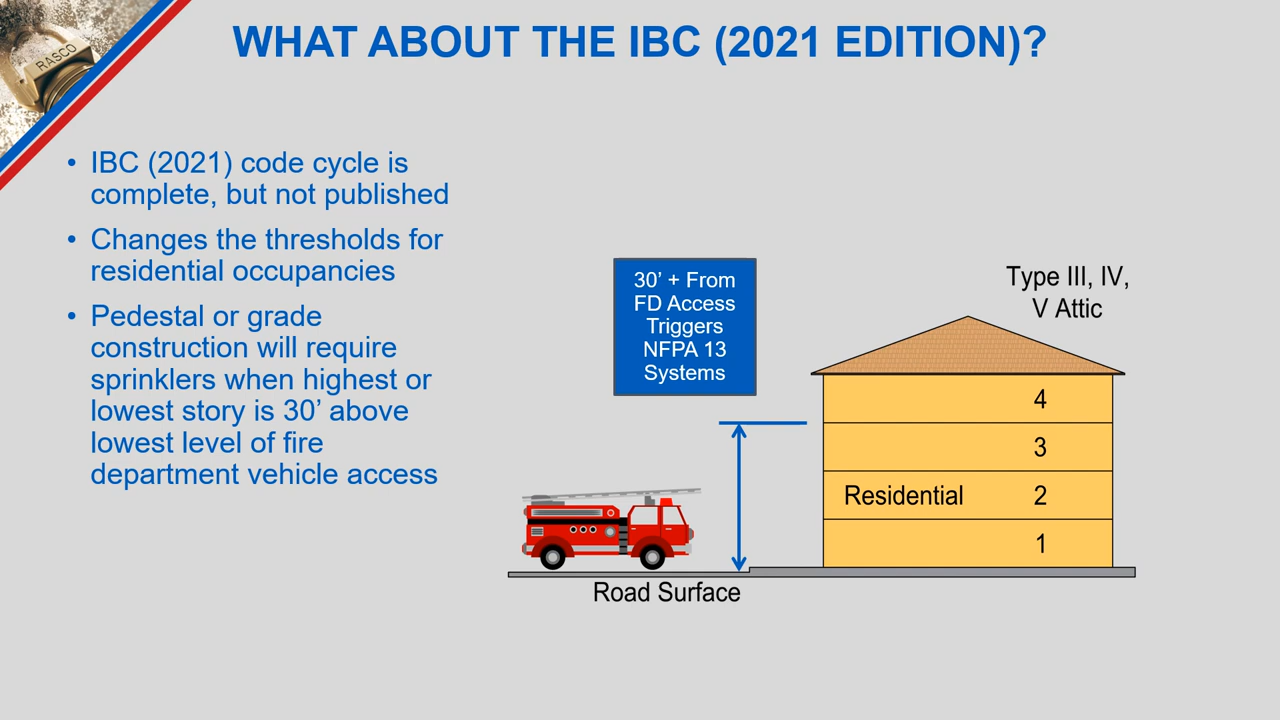 RASCO
WHAT ABOUT THE IBC (2021 EDITION)?
• IBC (2021) code cycle is
complete, but not published
• Changes the thresholds for
residential occupancies
• Pedestal or grade
construction will require
sprinklers when highest or
lowest story is 30’ above
lowest level of fire
department vehicle access
30’ + From
FD Access
Triggers
NFPA 13
Systems
Type III, IV,
V Attic
4
3
Residential 2
1
Road Surface